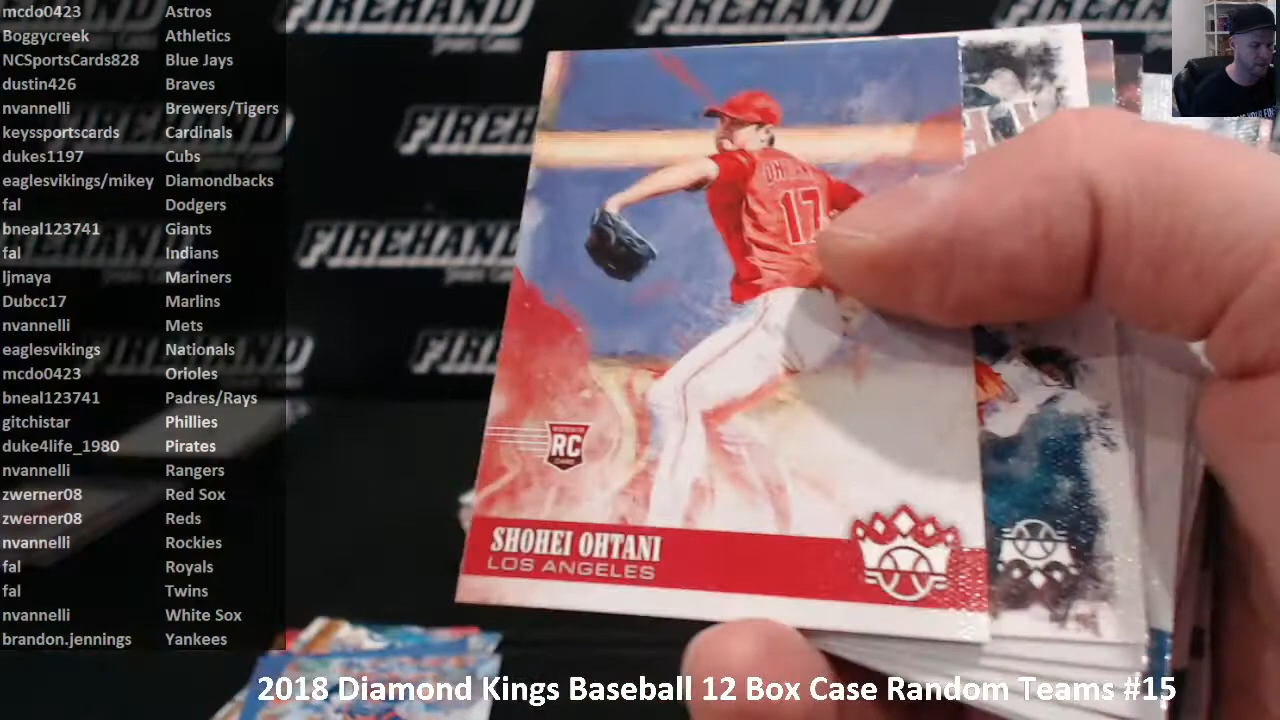 mcdo0423 Astros
Boggycreek Athletics
NCSportsCards828 Blue Jays
dustin426 Braves
nvannelli Brewers/Tigers
keyssportscards Cardinals
dukes1197 Cubs
eaglesvikings/mikey Diamondbacks
fal Dodgers
bneal123741 Giants
fal Indians
ljmaya Mariners
Dubcc17 Marlins
nvannelli Mets
eaglesvikings Nationals
mcdo0423 Orioles
bneal123741 Padres/Rays
gitchistar Phillies
duke4life_1980 Pirates
nvannelli Rangers
zwerner08 Red Sox
zwerner08 Reds
nvannelli Rockies
fal Royals
fal Twins
nvannelli White Sox
brandon.jennings Yankees
FIREH
FIREHAND
FIREHAND
FIREH
17
RC
SHOHEI OHTANI
LOS ANGELES
2018 Diamond Kings Baseball 12 Box Case Random Teams #15